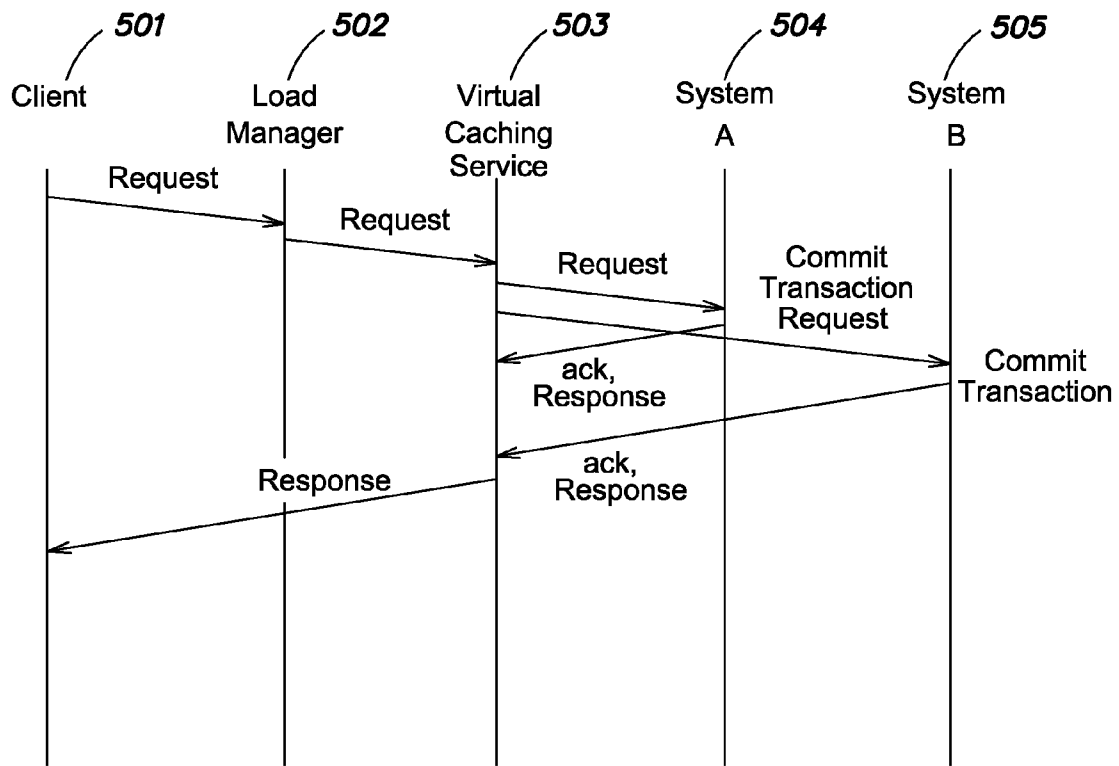 501
502
503
504
505
Client
Load
Manager
Virtual
Caching
Service
System
A
System
B
Request
Request
Request
Commit
Transaction
Request
ack,
Response
Commit
Transaction
ack,
Response
Response